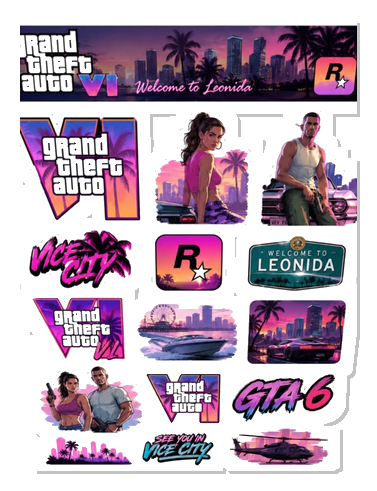 grand
theft
auto VI
Welcome to Leonida
R
VI
grand
theft
auto
VICE
CITY
R
WELCOME TO
LEONIDA
VI
grand
theft
auto
VI
grand
theft
auto
GTA 6
SEE YOU IN
VICE CITY